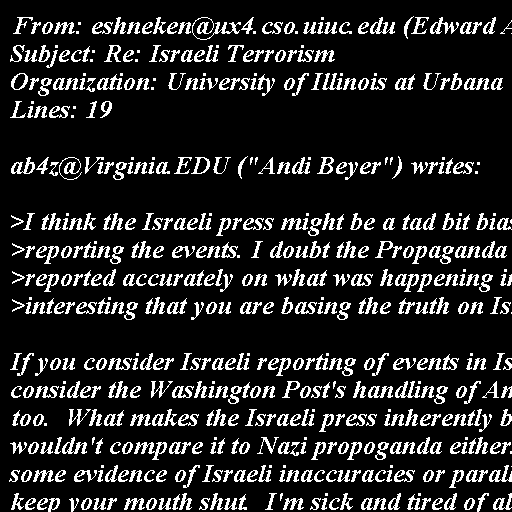 From: eshneken@ux4.cso.uiuc.edu (Edward A
Subject: Re: Israeli Terrorism
Organization: University of Illinois at Urbana
Lines: 19

ab4z@Virginia.EDU ("Andi Beyer") writes:

>I think the Israeli press might be a tad bit bias
>reporting the events. I doubt the Propaganda
>reported accurately on what was happening in
>interesting that you are basing the truth on Is

If you consider Israeli reporting of events in Is
consider the Washington Post's handling of Am
too.  What makes the Israeli press inherently b
wouldn't compare it to Nazi propoganda either.
some evidence of Israeli inaccuracies or paral
keep your mouth shut.  I'm sick and tired of al